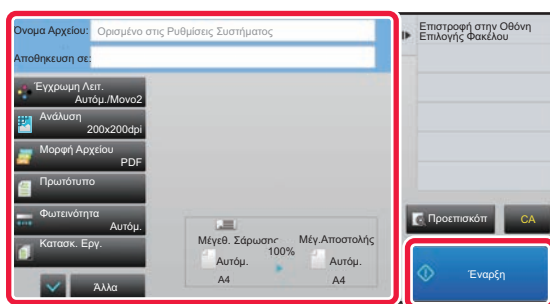 Όνομα Αρχείου: Ορισμένο στις Ρυθμίσεις Συστήματος
Αποθηκευση σε:
Έγχρωμη Λειτ.
Αυτόμ./Μονο2
Ανάλυση
200x200dpi
Μορφή Αρχείου
PDF
Πρωτότυπο
Φωτεινότητα
Αυτόμ.
Κατασκ. Εργ.
Άλλα
Μέγεθ. Σάρωσης
100%
Μέγ.Αποστολής
Αυτόμ.
Αυτόμ.
A4
A4
Επιστροφή στην Οθόνη
Επιλογής Φακέλου
Προεπισκόπ
CA
Έναρξη